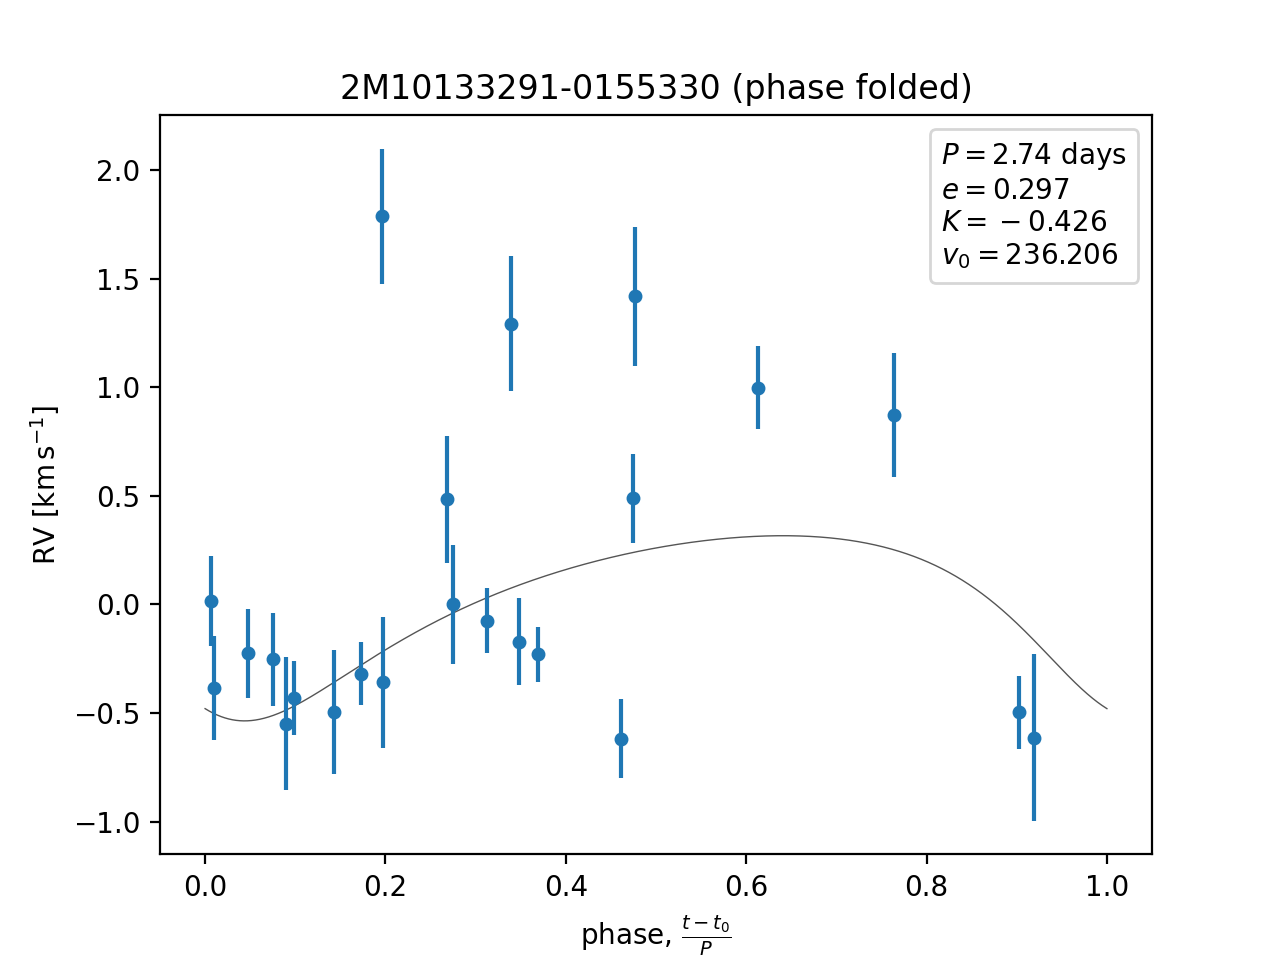 2M10133291-0155330 (phase folded)
P = 2.74 days
e = 0.297
K = −0.426
v₀ = 236.206
2.0
1.5
1.0
0.5
0.0
−0.5
−1.0
RV [km s⁻¹]
0.0 0.2 0.4 0.6 0.8 1.0
phase, (t − t₀)/P